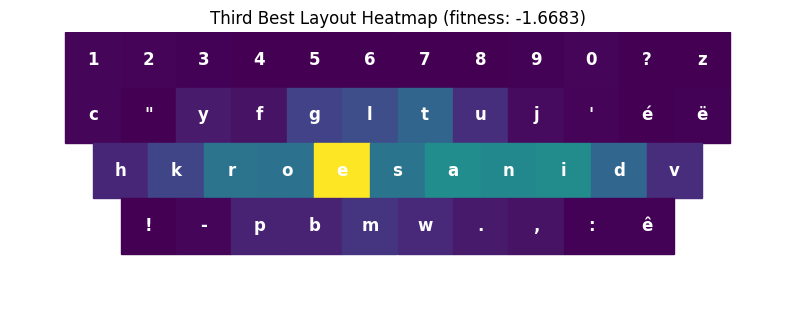 Third Best Layout Heatmap (fitness: -1.6683)
1 2 3 4 5 6 7 8 9 0 ? z
c " y f g l t u j ' é ë
h k r o e s a n i d v
! - p b m w . , : ê